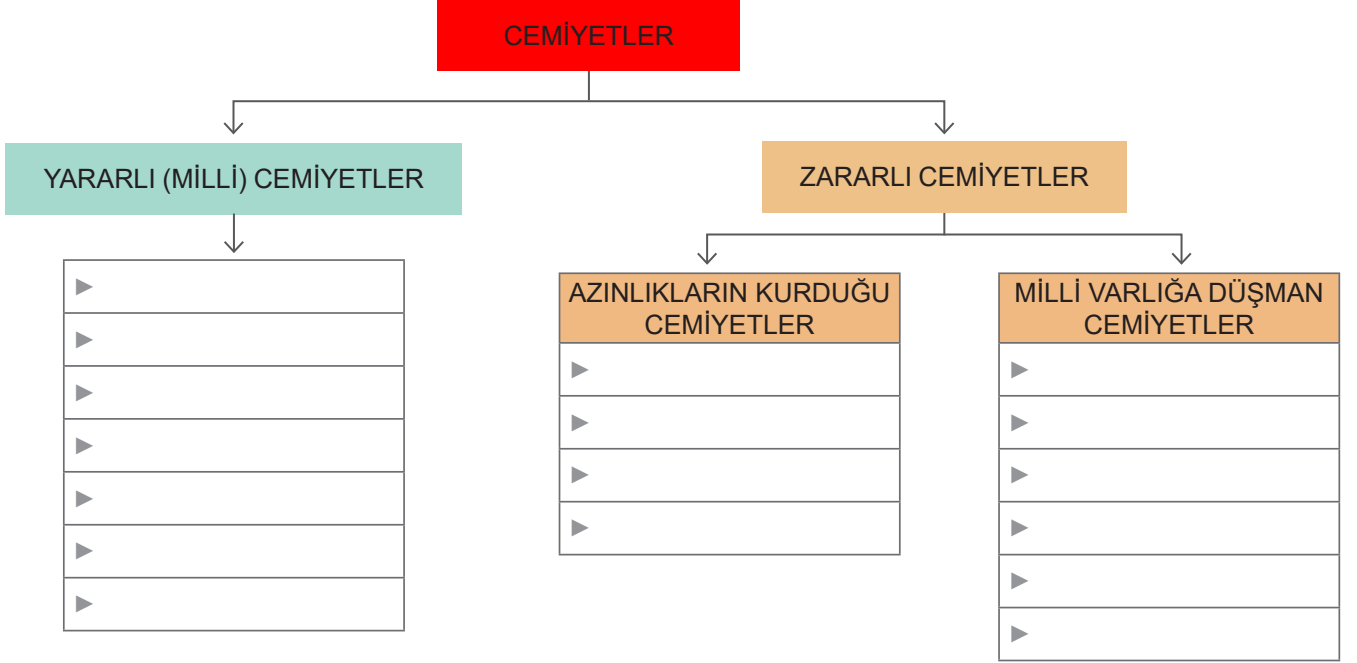 CEMİYETLER
YARARLI (MİLLİ) CEMİYETLER
ZARARLI CEMİYETLER
AZINLIKLARIN KURDUĞU
CEMİYETLER
MİLLİ VARLIĞA DÜŞMAN
CEMİYETLER